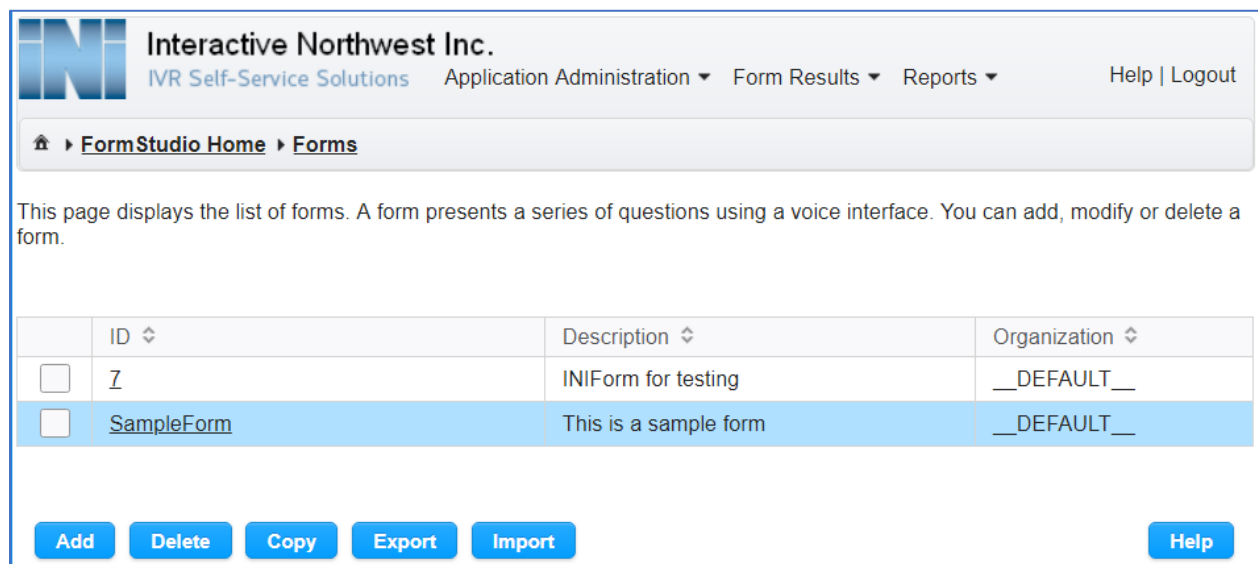 INI
Interactive Northwest Inc.
IVR Self-Service Solutions Application Administration Form Results Reports Help | Logout
FormStudio Home Forms
This page displays the list of forms. A form presents a series of questions using a voice interface. You can add, modify or delete a
form.
ID Description Organization
7 INIForm for testing __DEFAULT__
SampleForm This is a sample form __DEFAULT__
Add Delete Copy Export Import Help